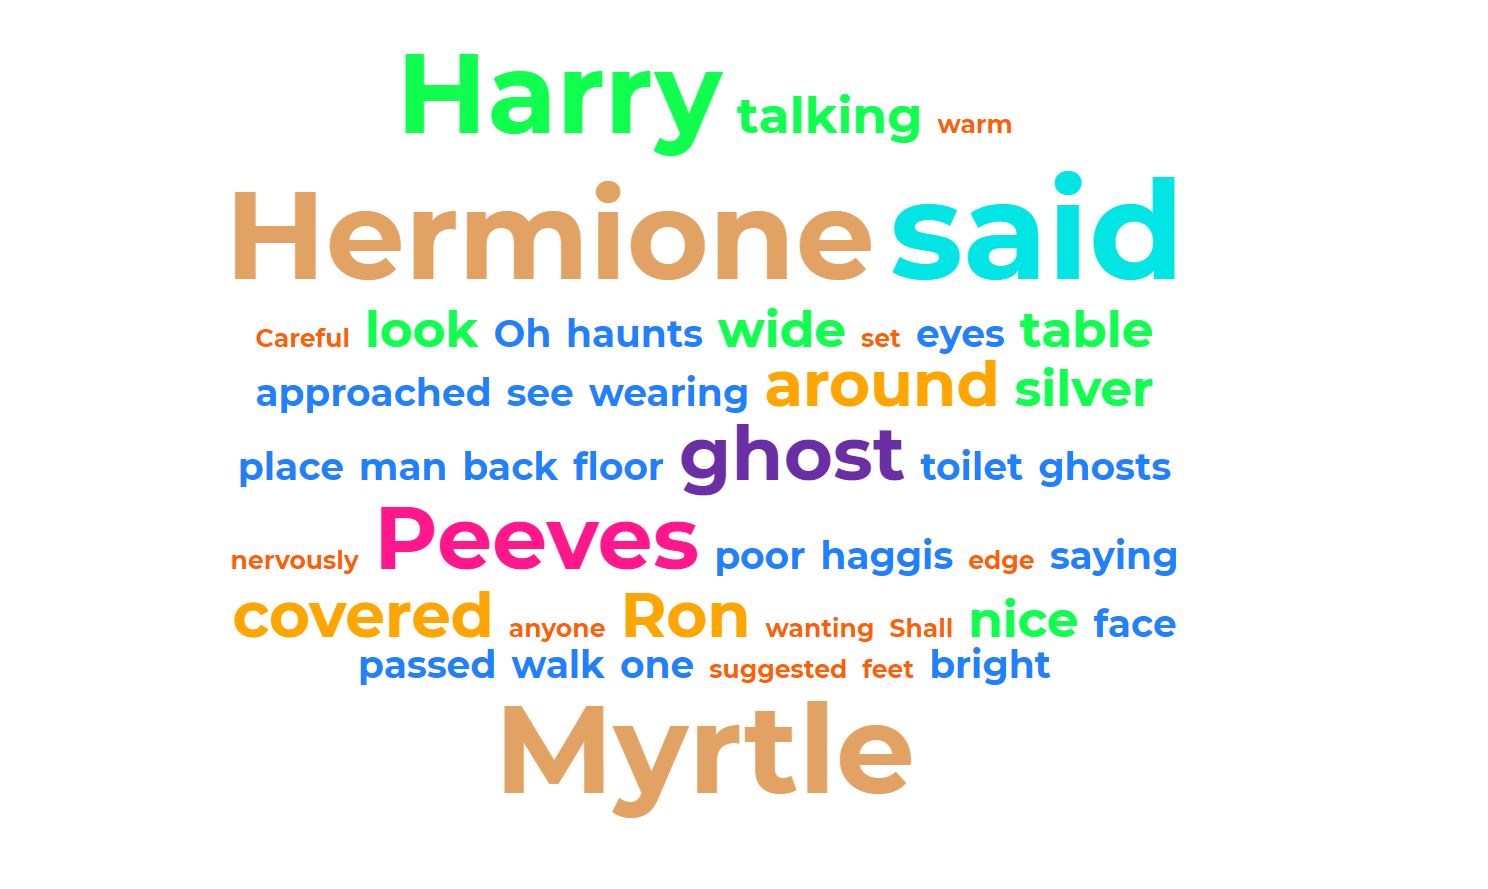 Harry talking warm
Hermione said
Careful look Oh haunts wide set eyes table
approached see wearing around silver
place man back floor ghost toilet ghosts
nervously Peeves poor haggis edge saying
covered anyone Ron wanting Shall nice face
passed walk one suggested feet bright
Myrtle